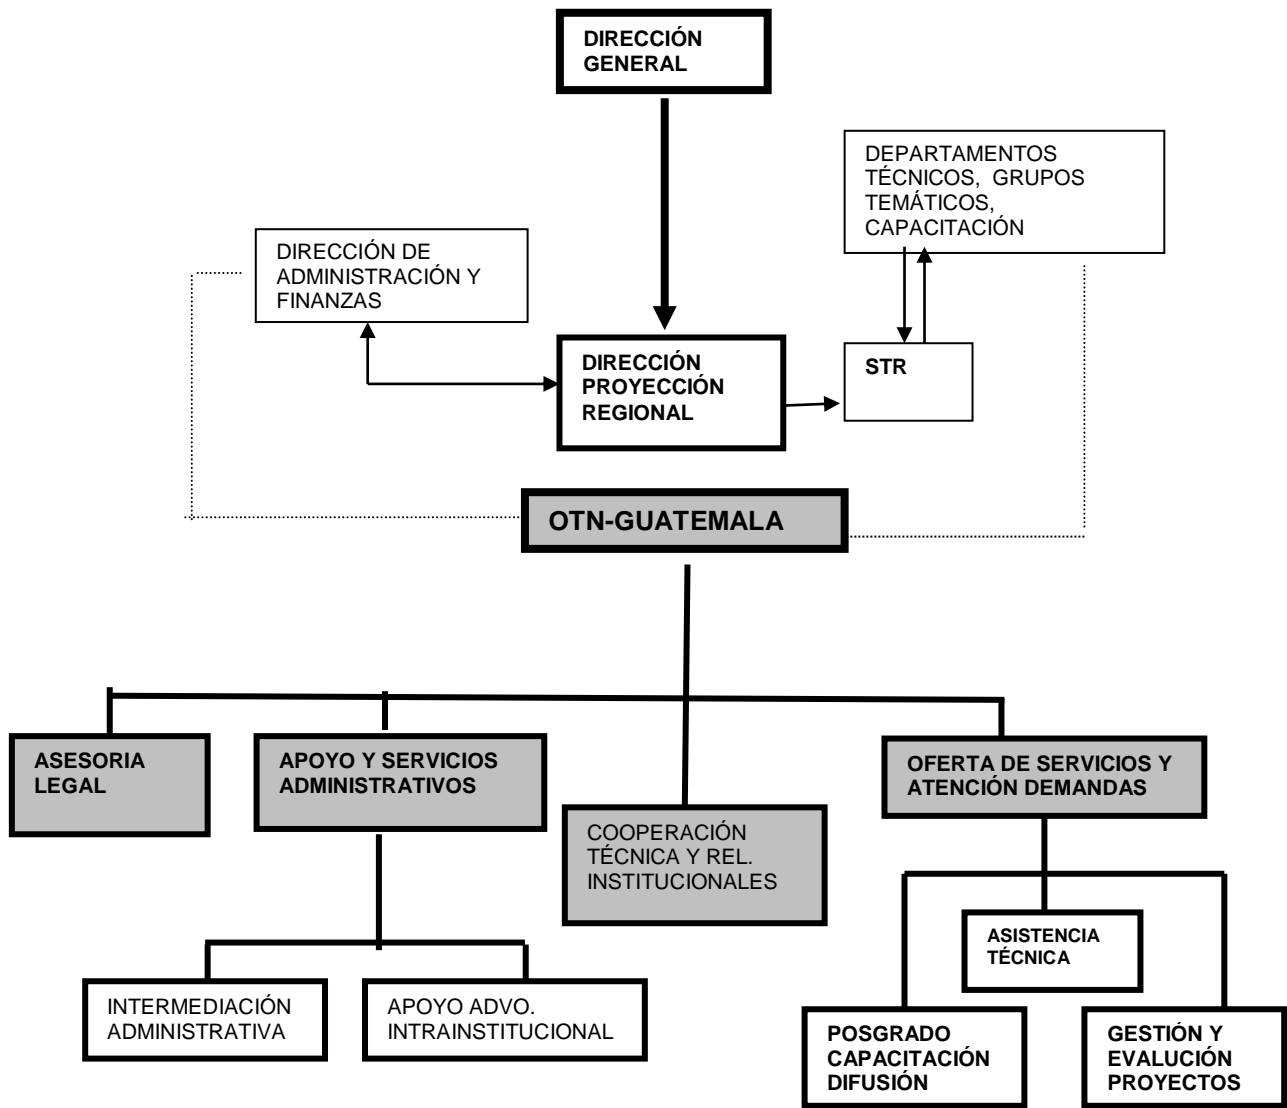 DIRECCIÓN
GENERAL
DEPARTAMENTOS
TÉCNICOS, GRUPOS
TEMÁTICOS,
CAPACITACIÓN
DIRECCIÓN DE
ADMINISTRACIÓN Y
FINANZAS
DIRECCIÓN
PROYECCIÓN
REGIONAL
STR
OTN-GUATEMALA
ASESORIA
LEGAL
APOYO Y SERVICIOS
ADMINISTRATIVOS
COOPERACIÓN
TÉCNICA Y REL.
INSTITUCIONALES
OFERTA DE SERVICIOS Y
ATENCIÓN DEMANDAS
INTERMEDIACIÓN
ADMINISTRATIVA
APOYO ADVO.
INTRAINSTITUCIONAL
ASISTENCIA
TÉCNICA
POSGRADO
CAPACITACIÓN
DIFUSIÓN
GESTIÓN Y
EVALUCIÓN
PROYECTOS